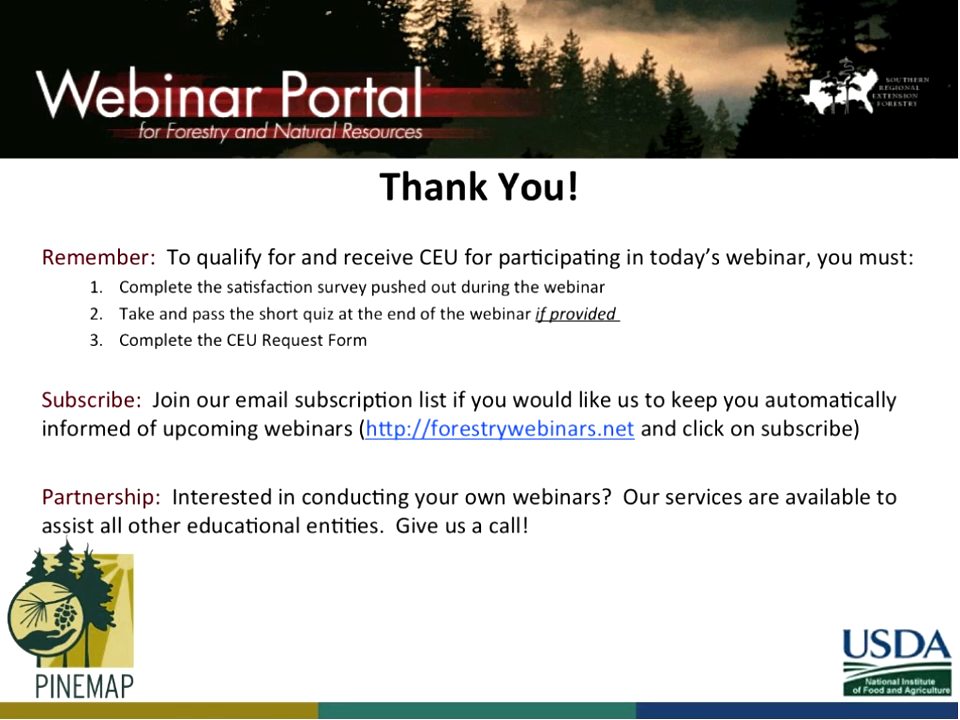 Webinar Portal
for Forestry and Natural Resources
SOUTHERN
REGIONAL
EXTENSION
FORESTRY
Thank You!
Remember: To qualify for and receive CEU for participating in today’s webinar, you must:
1. Complete the satisfaction survey pushed out during the webinar
2. Take and pass the short quiz at the end of the webinar if provided
3. Complete the CEU Request Form
Subscribe: Join our email subscription list if you would like us to keep you automatically
informed of upcoming webinars (http://forestrywebinars.net and click on subscribe)
Partnership: Interested in conducting your own webinars? Our services are available to
assist all other educational entities. Give us a call!
PINEMAP
USDA
National Institute
of Food and Agriculture